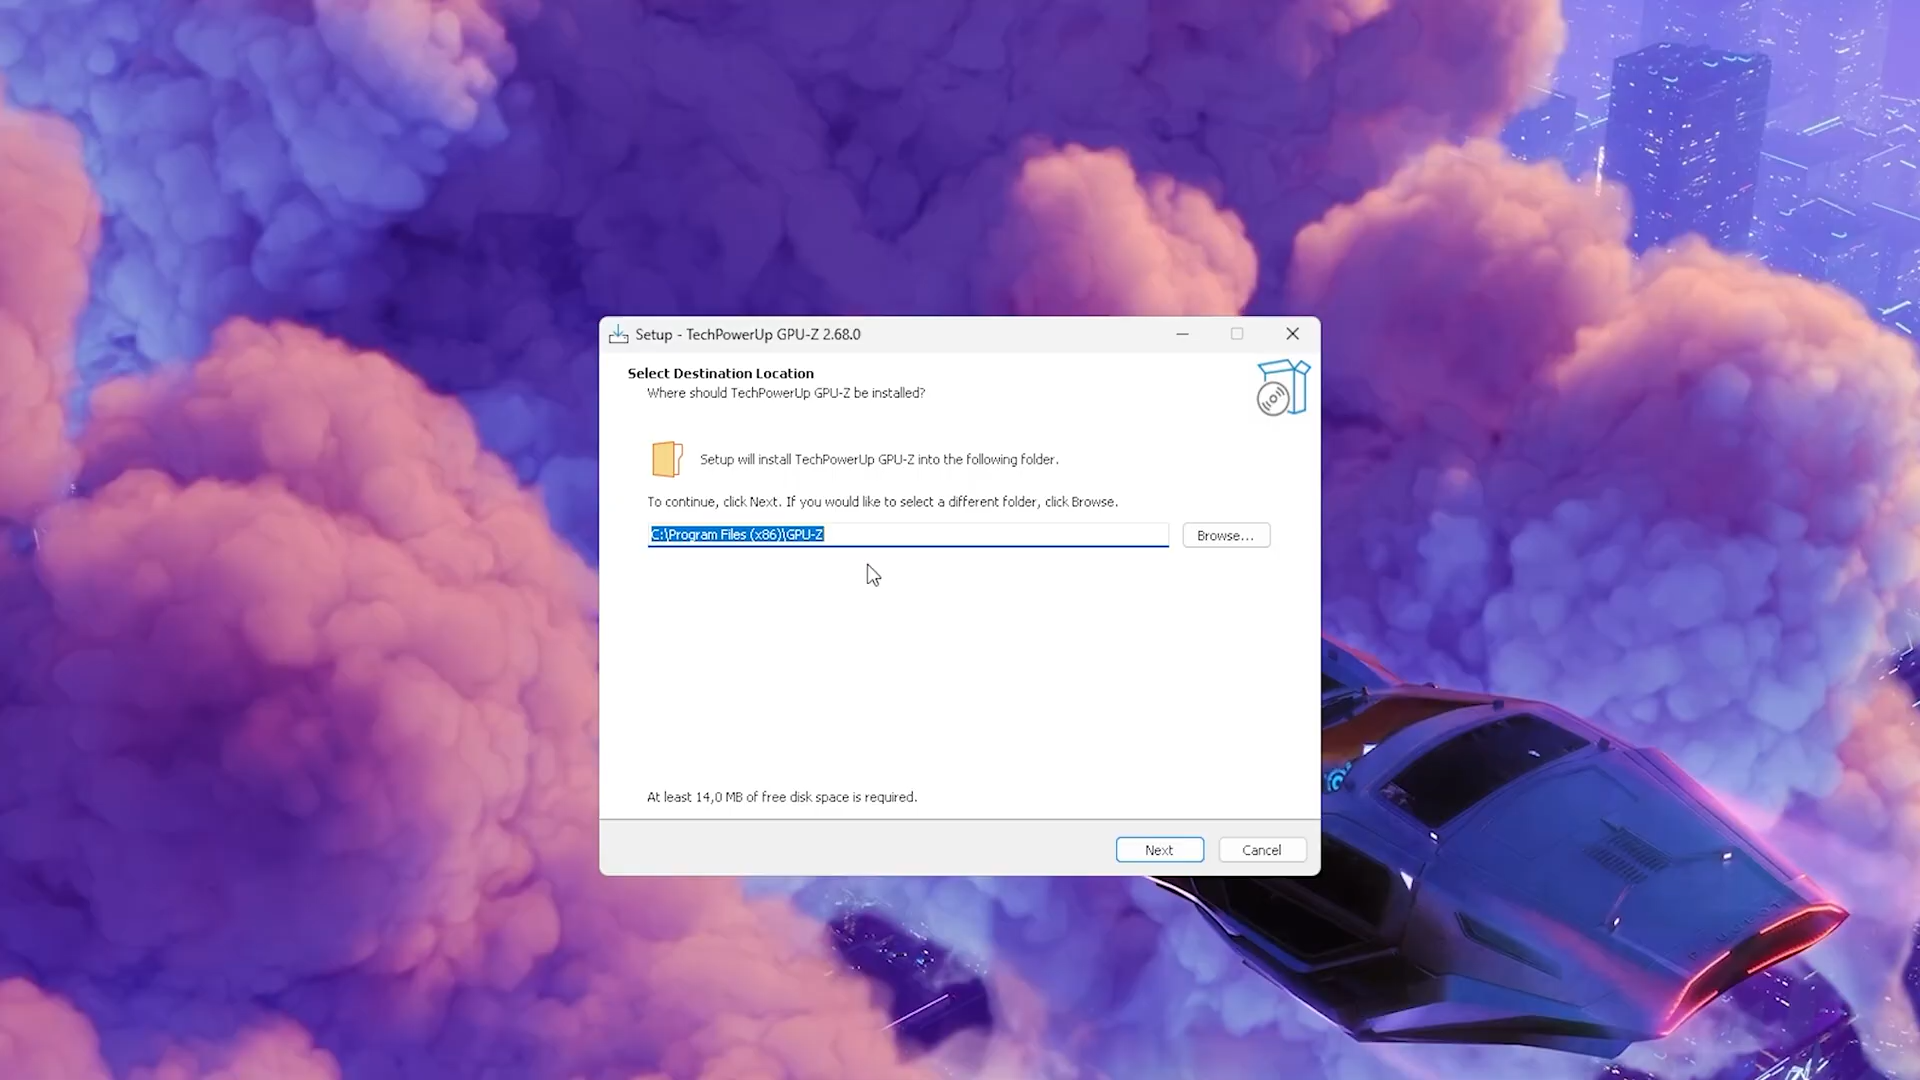 Setup - TechPowerUp GPU-Z 2.68.0
Select Destination Location
Where should TechPowerUp GPU-Z be installed?
Setup will install TechPowerUp GPU-Z into the following folder.
To continue, click Next. If you would like to select a different folder, click Browse.
C:\Program Files (x86)\GPU-Z
Browse...
At least 14,0 MB of free disk space is required.
Next
Cancel